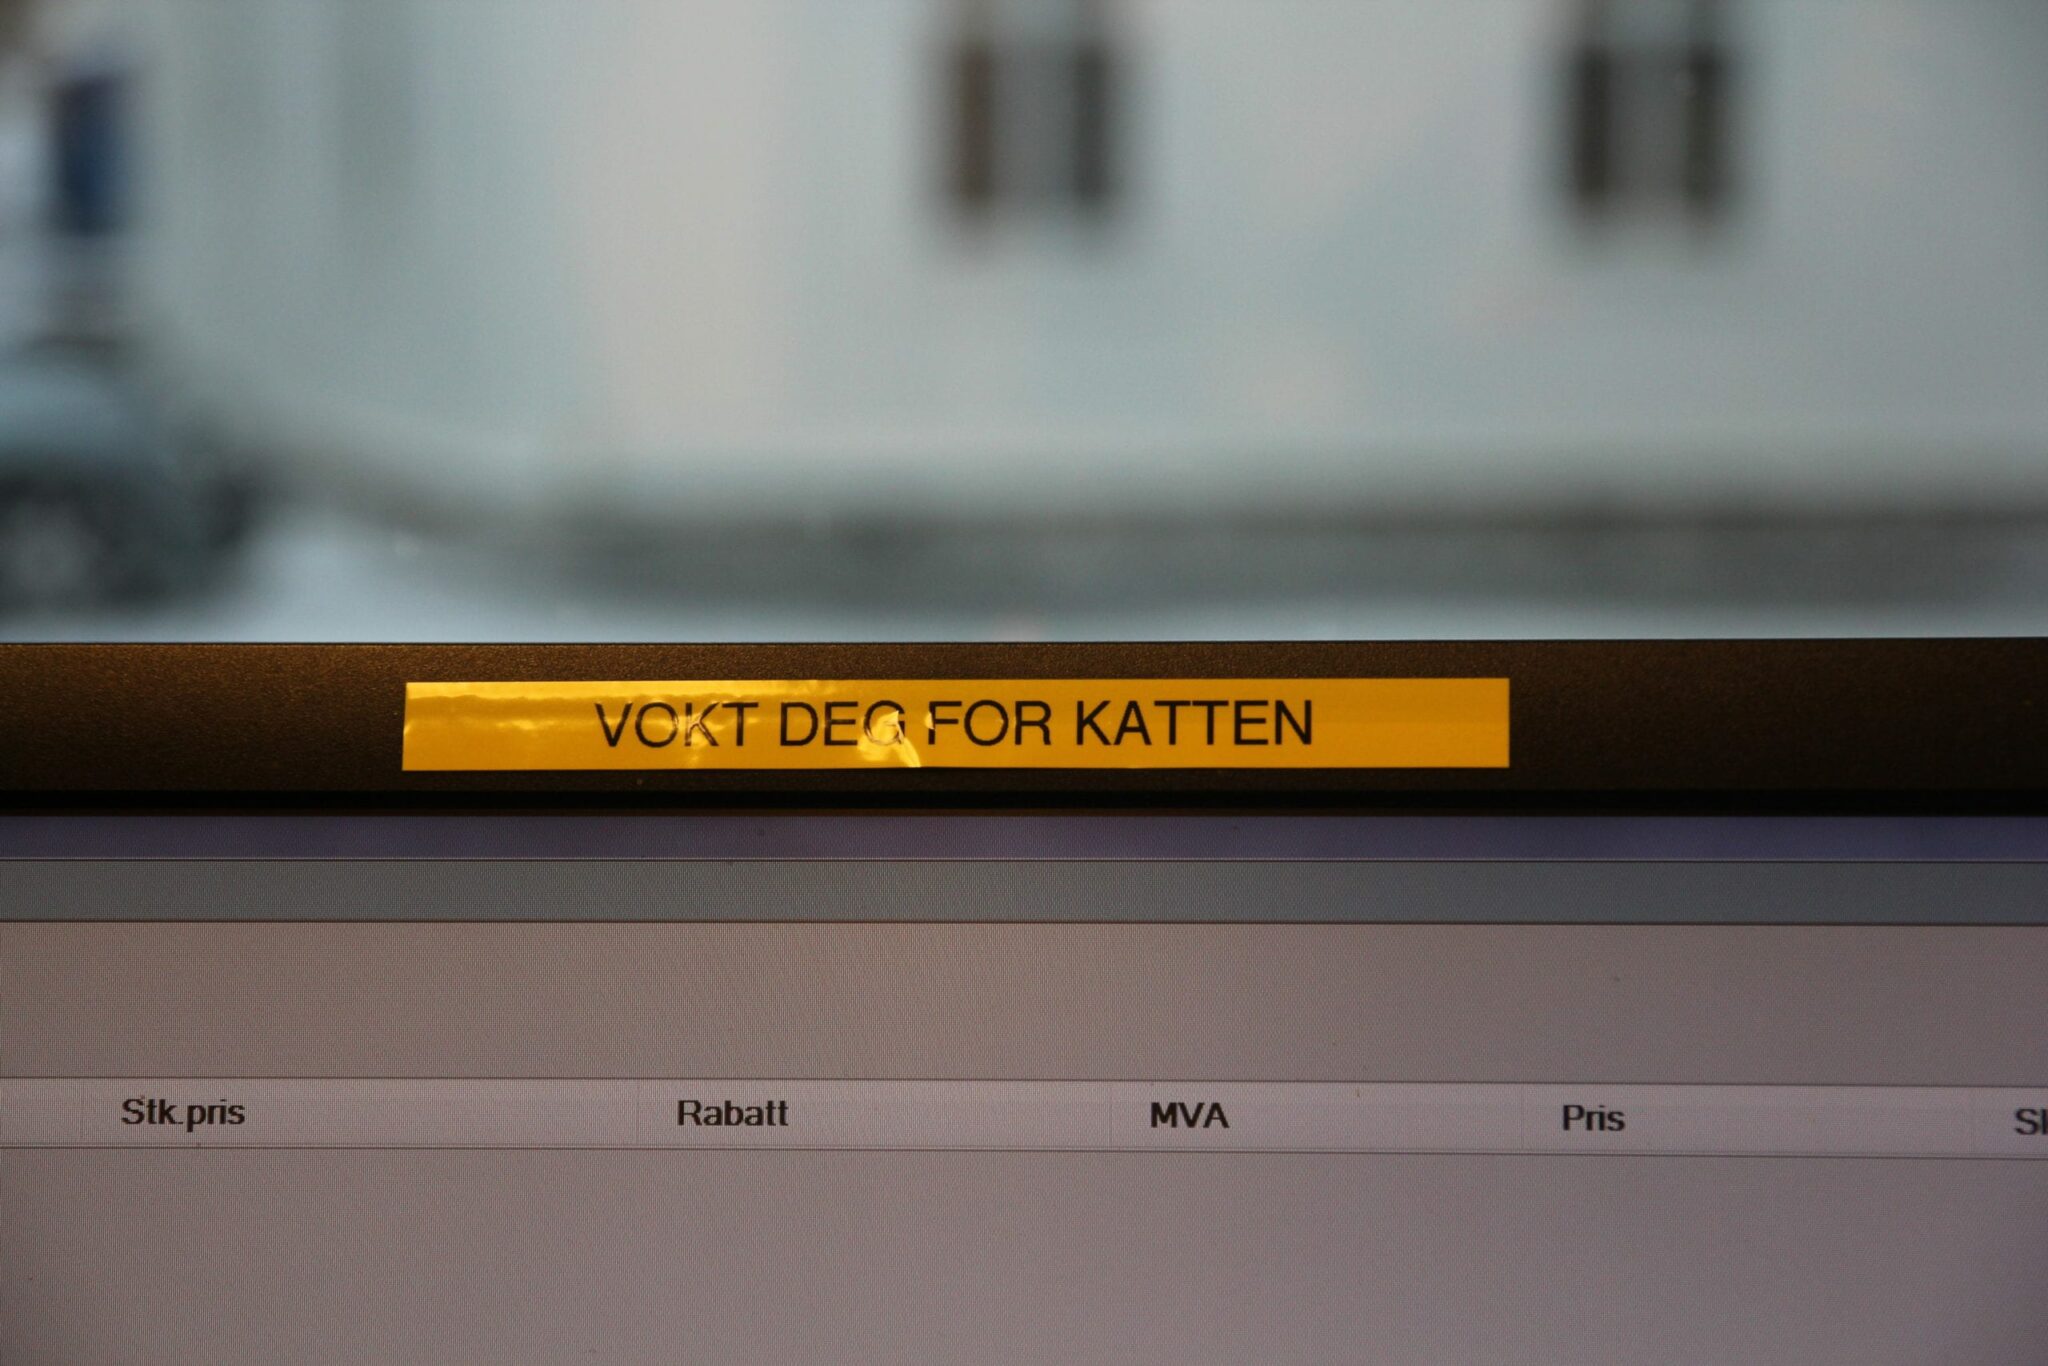 VOKT DEG FOR KATTEN
Stk.pris Rabatt MVA Pris